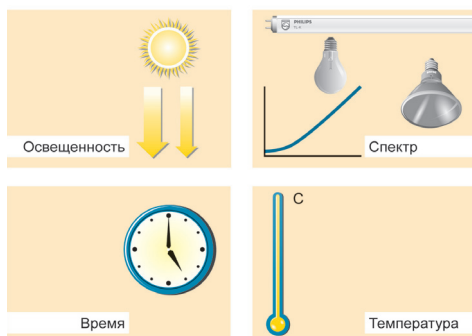 PHILIPS
Освещенность
Спектр
C
Время
Температура